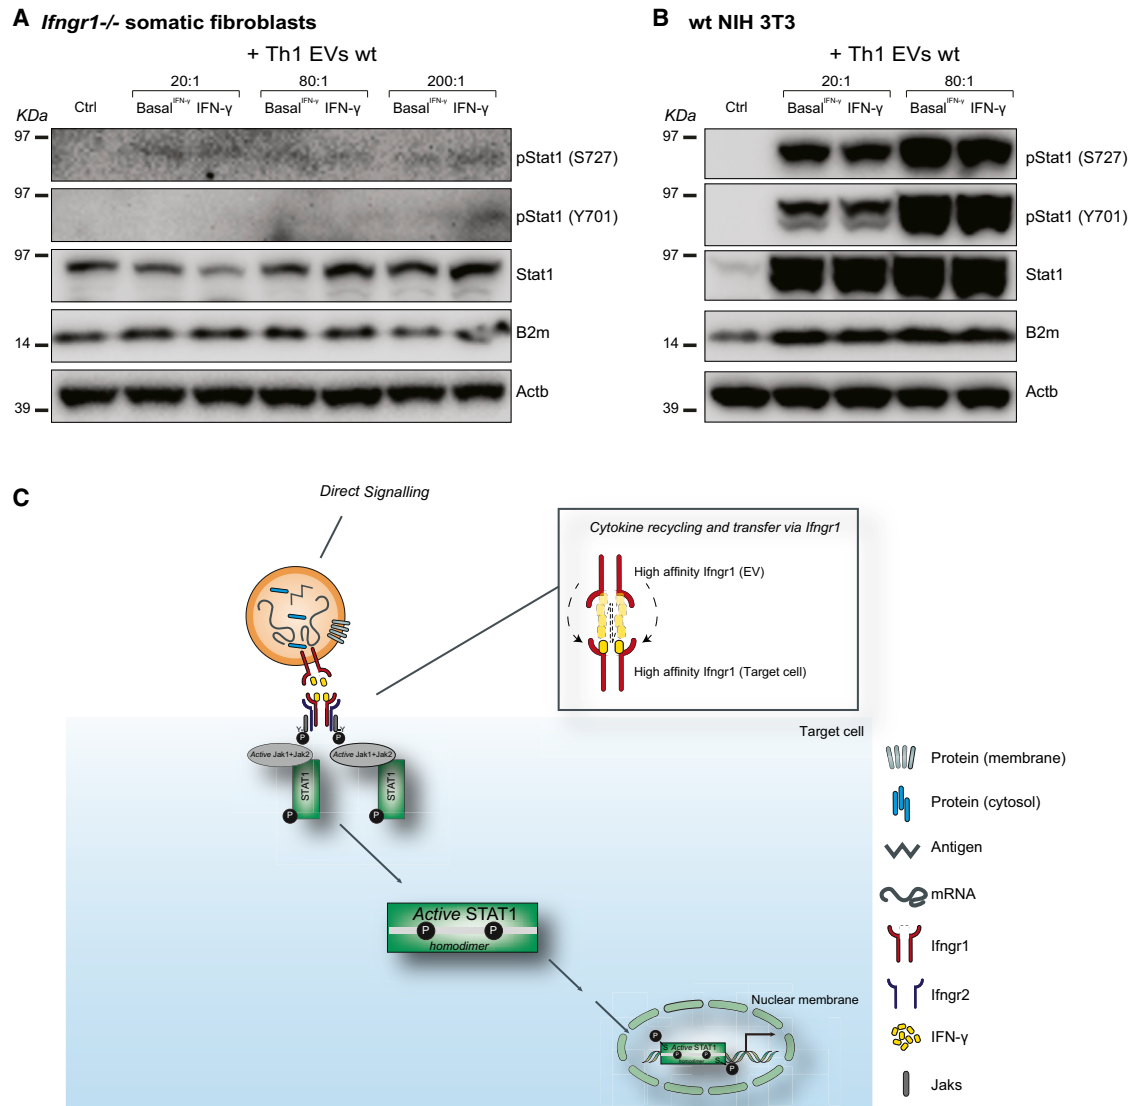 A Ifngr1-/- somatic fibroblasts
+ Th1 EVs wt
20:1 80:1 200:1
Ctrl Basal IFN-γ IFN-γ Basal IFN-γ IFN-γ Basal IFN-γ IFN-γ
KDa
97 pStat1 (S727)
97 pStat1 (Y701)
97 Stat1
14 B2m
39 Actb
B wt NIH 3T3
+ Th1 EVs wt
20:1 80:1
Ctrl Basal IFN-γ IFN-γ Basal IFN-γ IFN-γ
KDa
97 pStat1 (S727)
97 pStat1 (Y701)
97 Stat1
14 B2m
39 Actb
C
Direct Signalling
Cytokine recycling and transfer via Ifngr1
High affinity Ifngr1 (EV)
High affinity Ifngr1 (Target cell)
Target cell
Y Y
P P
Active Jak1+Jak2 Active Jak1+Jak2
STAT1 STAT1
P P
Active STAT1
P P
homodimer
Nuclear membrane
P
S Active STAT1
P P
homodimer S
P
Protein (membrane)
Protein (cytosol)
Antigen
mRNA
Ifngr1
Ifngr2
IFN-γ
Jaks